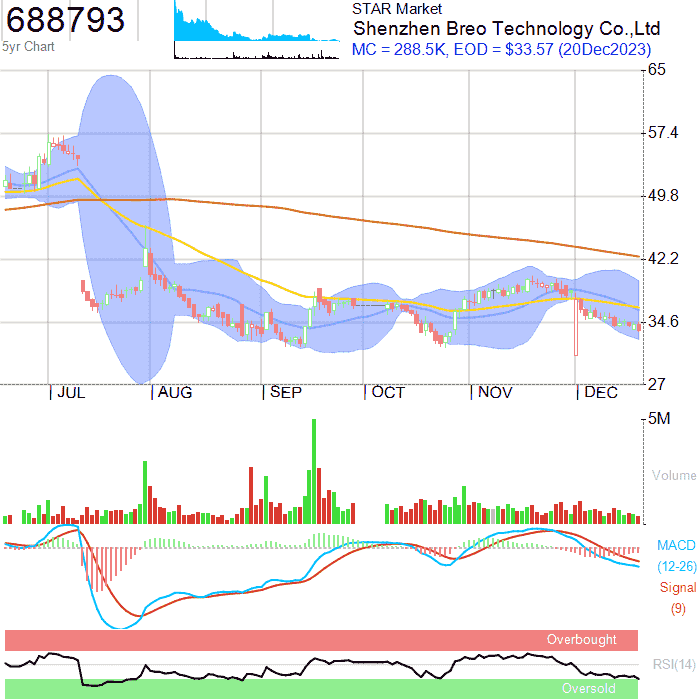 688793
5yr Chart
STAR Market
Shenzhen Breo Technology Co.,Ltd
MC = 288.5K, EOD = $33.57 (20Dec2023)
65
57.4
49.8
42.2
34.6
27
JUL AUG SEP OCT NOV DEC
5M
Volume
MACD
(12-26)
Signal
(9)
Overbought
RSI(14)
Oversold